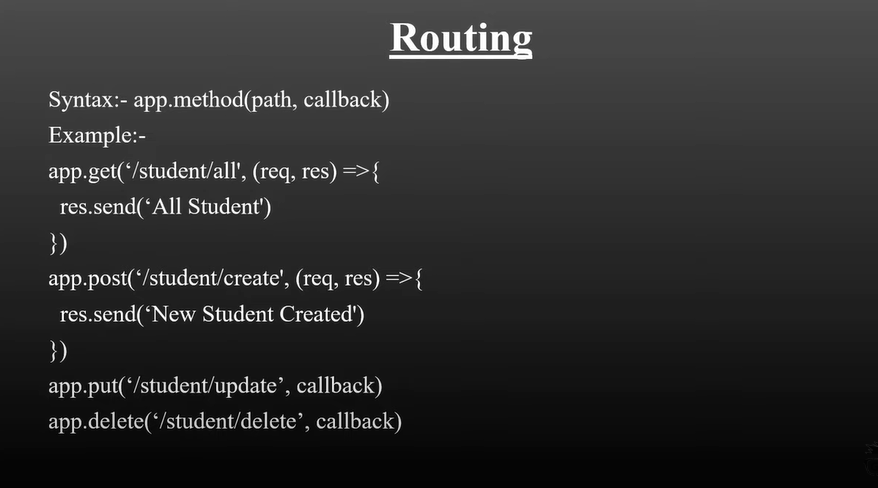 Routing
Syntax:- app.method(path, callback)
Example:-
app.get(‘/student/all', (req, res) =>{
  res.send(‘All Student')
})
app.post(‘/student/create', (req, res) =>{
  res.send(‘New Student Created')
})
app.put(‘/student/update’, callback)
app.delete(‘/student/delete’, callback)